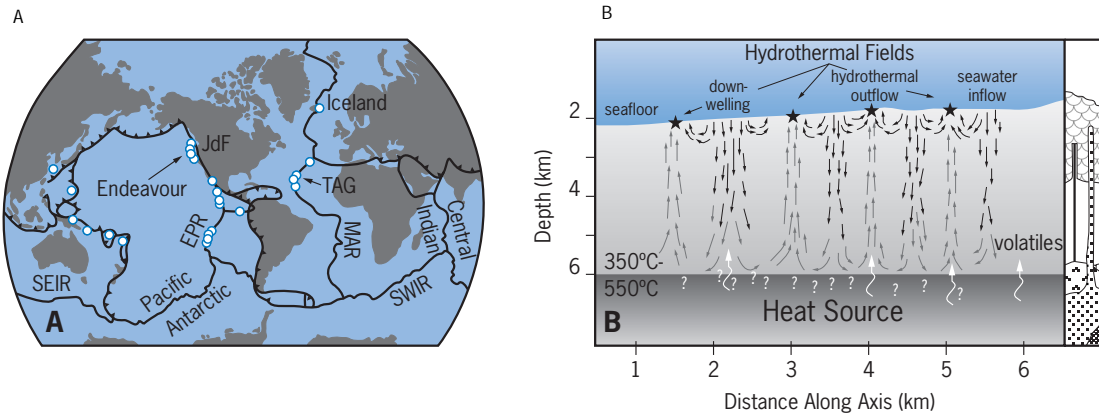 A
Iceland
JdF
Endeavour
TAG
EPR
MAR
Indian
Central
SEIR
Pacific
Antarctic
SWIR
A
B
Hydrothermal Fields
down-
welling
hydrothermal
outflow
seawater
inflow
seafloor
2
4
6
Depth (km)
volatiles
350°C-
550°C
? ? ? ? ? ? ? ? ? ?
Heat Source
B
1 2 3 4 5 6
Distance Along Axis (km)